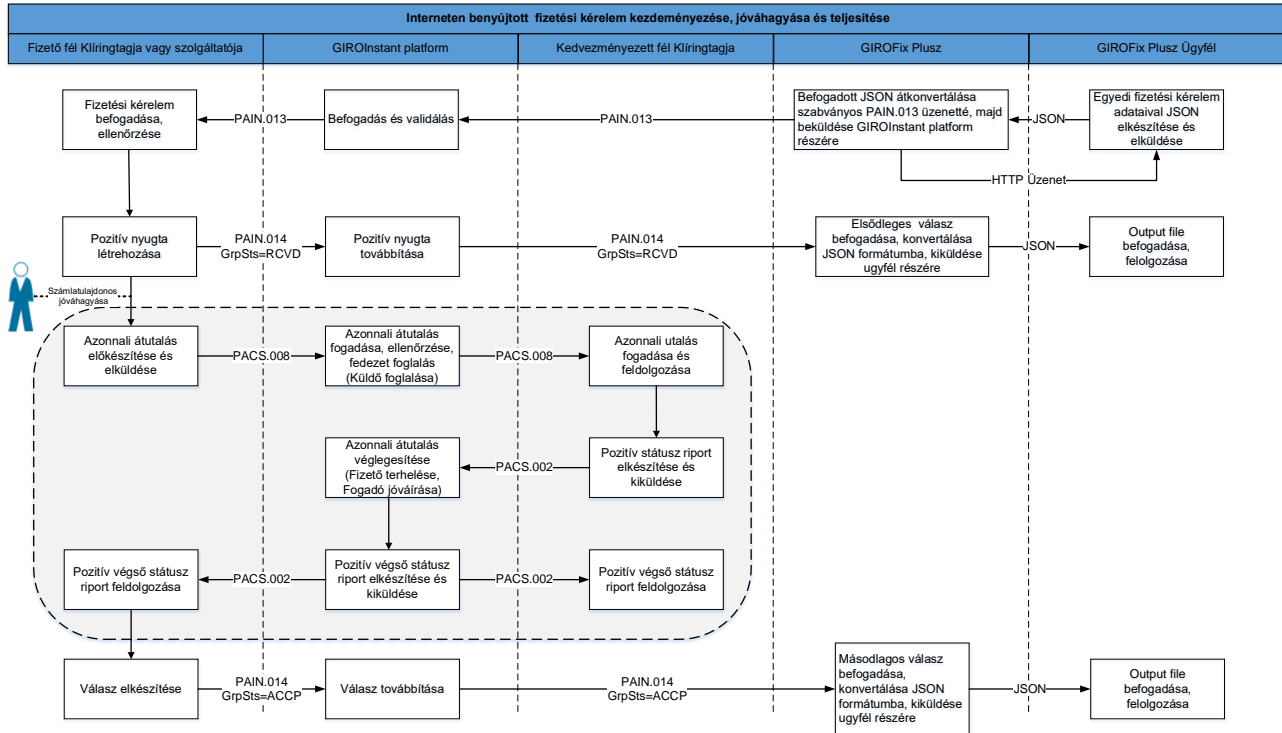 Interneten benyújtott fizetési kérelem kezdeményezése, jóváhagyása és teljesítése
Fizető fél Klíringtagja vagy szolgáltatója
GIROInstant platform
Kedvezményezett fél Klíringtagja
GIROFix Plusz
GIROFix Plusz Ügyfél
Fizetési kérelem
befogadása,
ellenőrzése
PAIN.013
Befogadás és validálás
PAIN.013
Befogadott JSON átkonvertálása
szabványos PAIN.013 üzenetté, majd
beküldése GIROInstant platform
részére
JSON
Egyedi fizetési kérelem
adataival JSON
elkészítése és
elküldése
HTTP Üzenet
Pozitív nyugta
létrehozása
PAIN.014
GrpSts=RCVD
Pozitív nyugta
továbbítása
PAIN.014
GrpSts=RCVD
Elsődleges válasz
befogadása, konvertálása
JSON formátumba, kiküldése
ugyfél részére
JSON
Output file
befogadása,
felolgozása
Számlatulajdonos
jóváhagyása
Azonnali átutalás
előkészítése és
elküldése
PACS.008
Azonnali átutalás
fogadása, ellenőrzése,
fedezet foglalás
(Küldő foglalása)
PACS.008
Azonnali utalás
fogadása és
feldolgozása
Azonnali átutalás
véglegesítése
(Fizető terhelése,
Fogadó jóváírása)
PACS.002
Pozitív státusz riport
elkészítése és
kiküldése
Pozitív végső státusz
riport feldolgozása
PACS.002
Pozitív végső státusz
riport elkészítése és
kiküldése
PACS.002
Pozitív végső státusz
riport feldolgozása
Válasz elkészítése
PAIN.014
GrpSts=ACCP
Válasz továbbítása
PAIN.014
GrpSts=ACCP
Másodlagos válasz
befogadása,
konvertálása JSON
formátumba, kiküldése
ugyfél részére
JSON
Output file
befogadása,
felolgozása